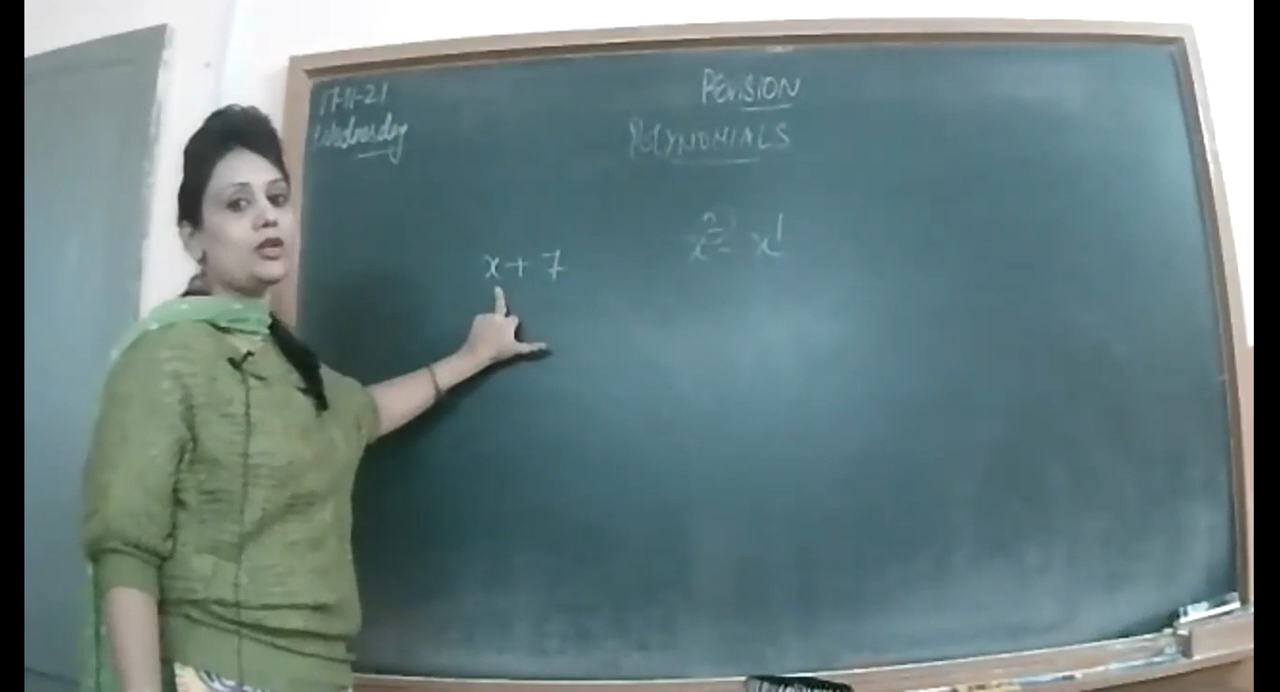 17-11-21
Wednesday
REVISION
POLYNOMIALS
x + 7
x² - x¹